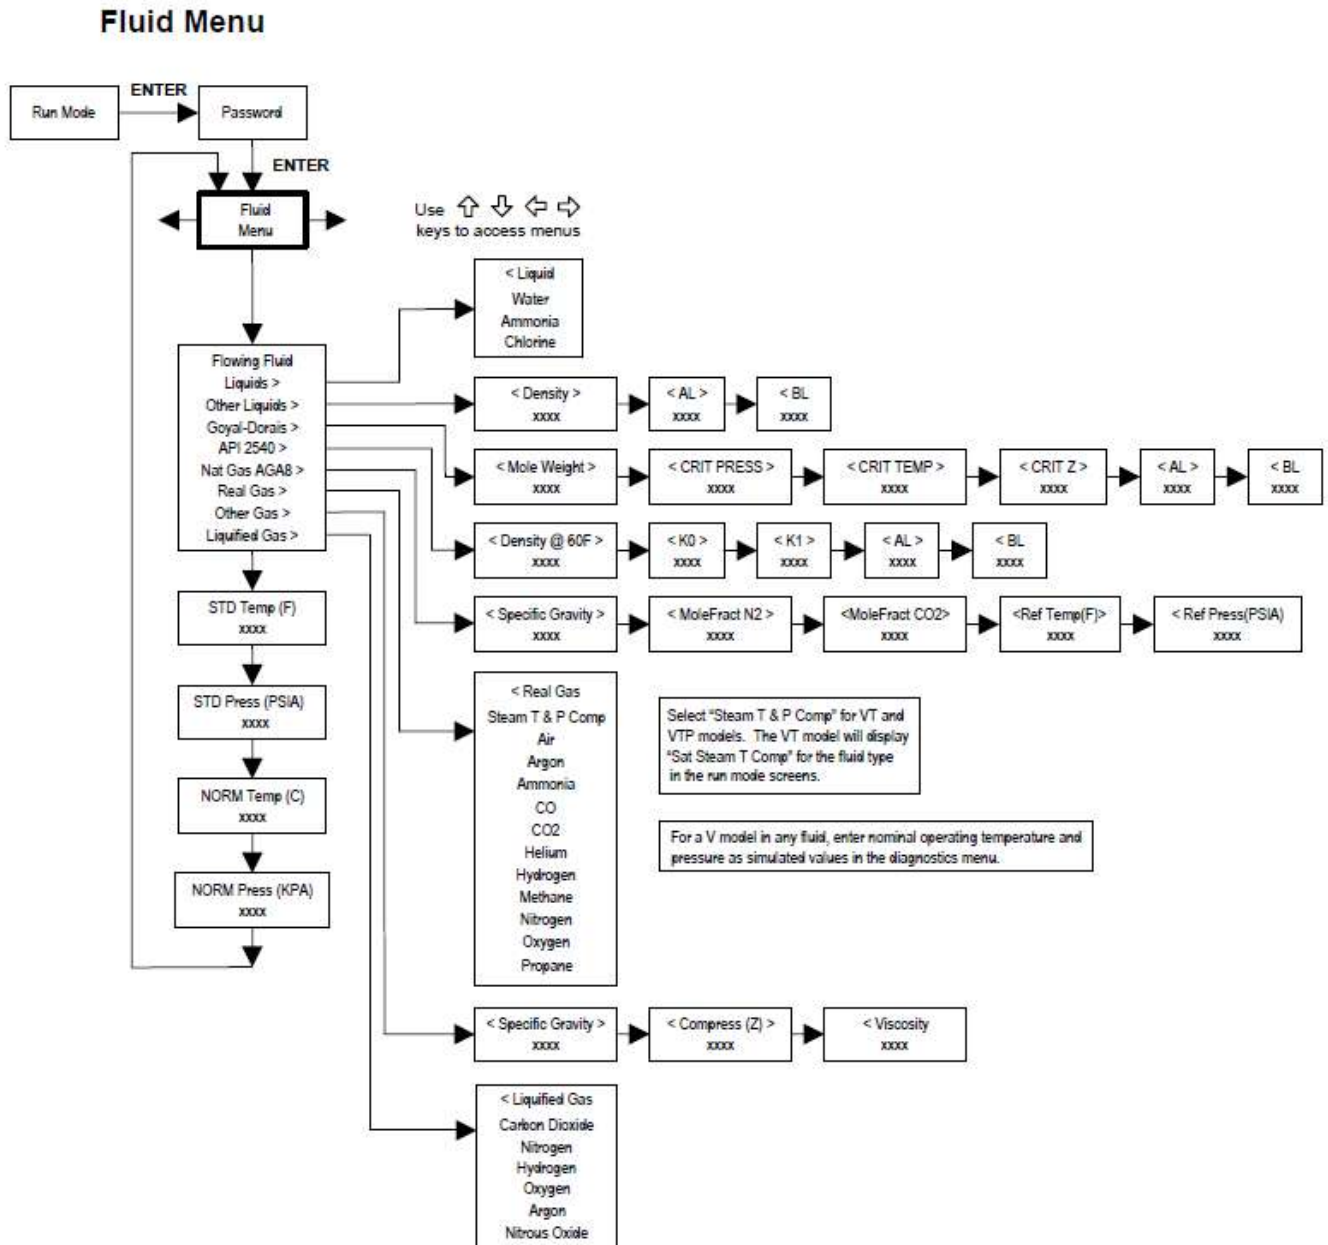 Fluid Menu
ENTER
Run Mode
Password
ENTER
Fluid
Menu
Use
keys to access menus
< Liquid
Water
Ammonia
Chlorine
Flowing Fluid
Liquids >
Other Liquids >
Goyal-Dorais >
API 2540 >
Nat Gas AGA8 >
Real Gas >
Other Gas >
Liquified Gas >
< Density >
xxxx
< AL >
xxxx
< BL
xxxx
< Mole Weight >
xxxx
< CRIT PRESS >
xxxx
< CRIT TEMP >
xxxx
< CRIT Z >
xxxx
< AL >
xxxx
< BL
xxxx
< Density @ 60F >
xxxx
< K0 >
xxxx
< K1 >
xxxx
< AL >
xxxx
< BL
xxxx
< Specific Gravity >
xxxx
< MoleFract N2 >
xxxx
<MoleFract CO2>
xxxx
<Ref Temp(F)>
xxxx
< Ref Press(PSIA)
xxxx
STD Temp (F)
xxxx
STD Press (PSIA)
xxxx
NORM Temp (C)
xxxx
NORM Press (KPA)
xxxx
< Real Gas
Steam T & P Comp
Air
Argon
Ammonia
CO
CO2
Helium
Hydrogen
Methane
Nitrogen
Oxygen
Propane
Select “Steam T & P Comp” for VT and
VTP models. The VT model will display
“Sat Steam T Comp” for the fluid type
in the run mode screens.
For a V model in any fluid, enter nominal operating temperature and
pressure as simulated values in the diagnostics menu.
< Specific Gravity >
xxxx
< Compress (Z) >
xxxx
< Viscosity
xxxx
< Liquified Gas
Carbon Dioxide
Nitrogen
Hydrogen
Oxygen
Argon
Nitrous Oxide